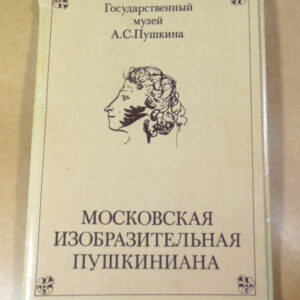 Государственный
музей
А.С.Пушкина
МОСКОВСКАЯ
ИЗОБРАЗИТЕЛЬНАЯ
ПУШКИНИАНА